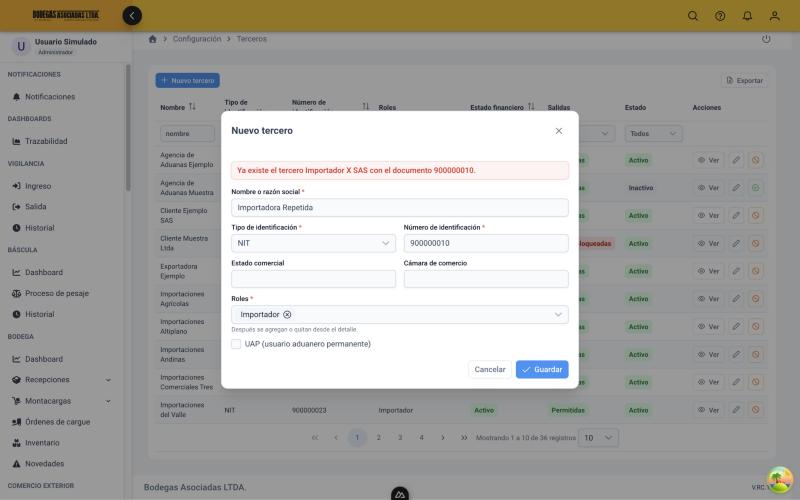 BODEGAS ASOCIADAS LTDA.
U
Usuario Simulado
Administrador
Configuración
Terceros
NOTIFICACIONES
Notificaciones
DASHBOARDS
Trazabilidad
VIGILANCIA
Ingreso
Salida
Historial
BÁSCULA
Dashboard
Proceso de pesaje
Historial
BODEGA
Dashboard
Recepciones
Montacargas
Órdenes de cargue
Inventario
Novedades
COMERCIO EXTERIOR
Nuevo tercero
Exportar
Nombre
Tipo de
Número de
Roles
Estado financiero
Salidas
Estado
Acciones
nombre
Todos
Agencia de
Aduanas Ejemplo
Activo
Ver
Agencia de
Aduanas Muestra
Inactivo
Ver
Cliente Ejemplo
SAS
Activo
Ver
Cliente Muestra
Ltda
Activo
Ver
Exportadora
Ejemplo
Activo
Ver
Importaciones
Agrícolas
Activo
Ver
Importaciones
Altiplano
Activo
Ver
Importaciones
Andinas
Activo
Ver
Importaciones
Comerciales Tres
Activo
Ver
Importaciones
del Valle
NIT
900000023
Importador
Activo
Permitidas
Activo
Ver
1
2
3
4
Mostrando 1 a 10 de 36 registros
10
Nuevo tercero
Ya existe el tercero Importador X SAS con el documento 900000010.
Nombre o razón social *
Importadora Repetida
Tipo de identificación *
Número de identificación *
NIT
900000010
Estado comercial
Cámara de comercio
Roles *
Importador
Después se agregan o quitan desde el detalle.
UAP (usuario aduanero permanente)
Cancelar
Guardar
Bodegas Asociadas LTDA.